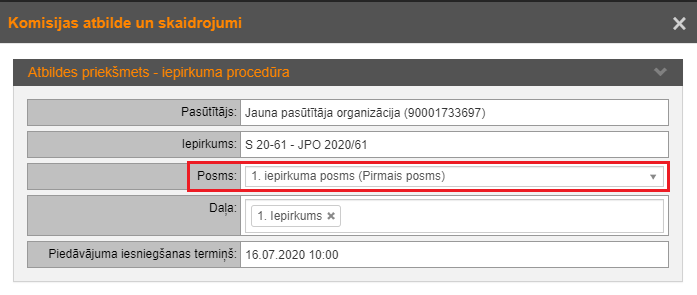 Komisijas atbilde un skaidrojumi
Atbildes priekšmets - iepirkuma procedūra
Pasūtītājs: Jauna pasūtītāja organizācija (90001733697)
Iepirkums: S 20-61 - JPO 2020/61
Posms: 1. iepirkuma posms (Pirmais posms)
Daļa: 1. Iepirkums
Piedāvājuma iesniegšanas termiņš: 16.07.2020 10:00